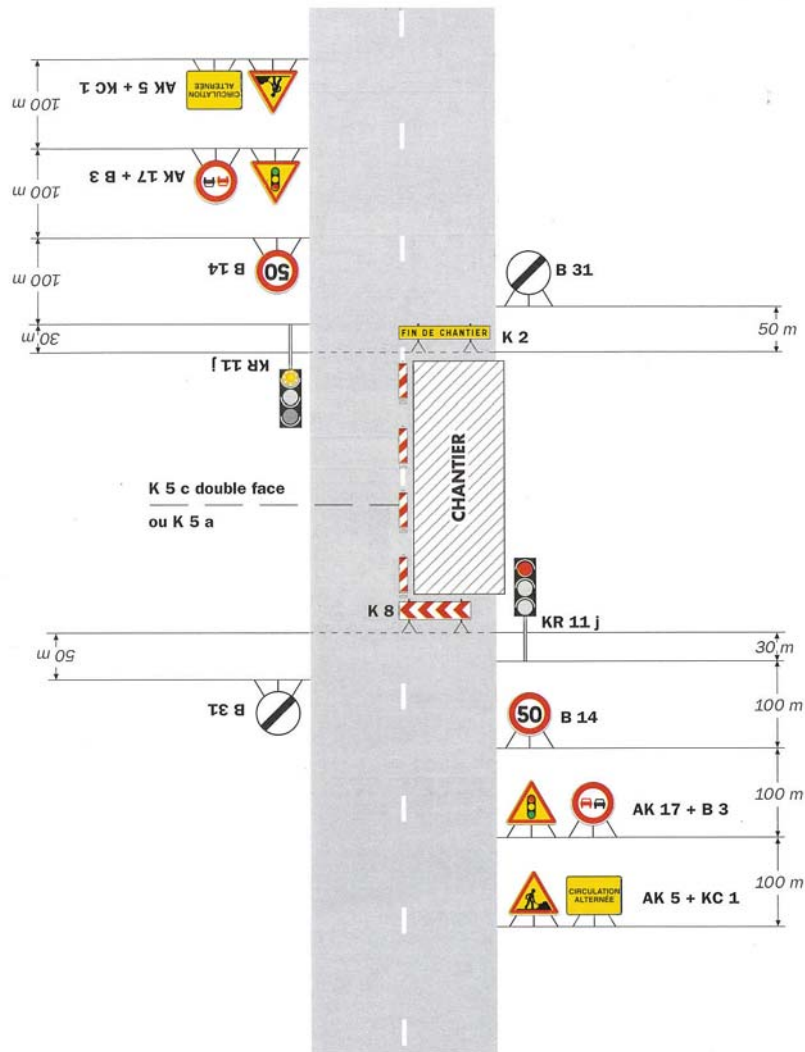 AK 5 + KC 1
CIRCULATION
ALTERNÉE
100 m
AK 17 + B 3
100 m
B 14
50
100 m
B 31
50 m
30 m
FIN DE CHANTIER
K 2
KR 11 j
CHANTIER
K 5 c double face
ou K 5 a
K 8
KR 11 j
30 m
50 m
B 31
50
B 14
100 m
AK 17 + B 3
100 m
CIRCULATION
ALTERNÉE
AK 5 + KC 1
100 m